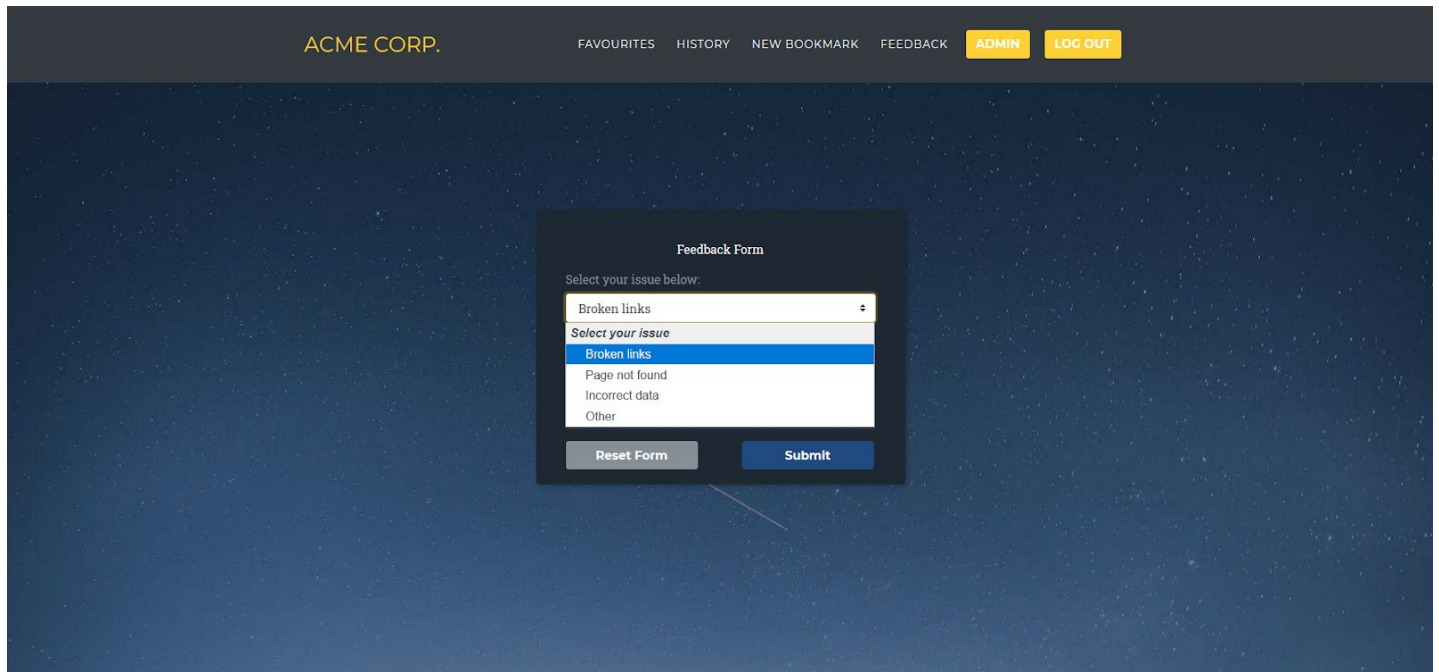 ACME CORP. FAVOURITES HISTORY NEW BOOKMARK FEEDBACK ADMIN LOG OUT
Feedback Form
Select your issue below:
Broken links
Select your issue
Broken links
Page not found
Incorrect data
Other
Reset Form Submit